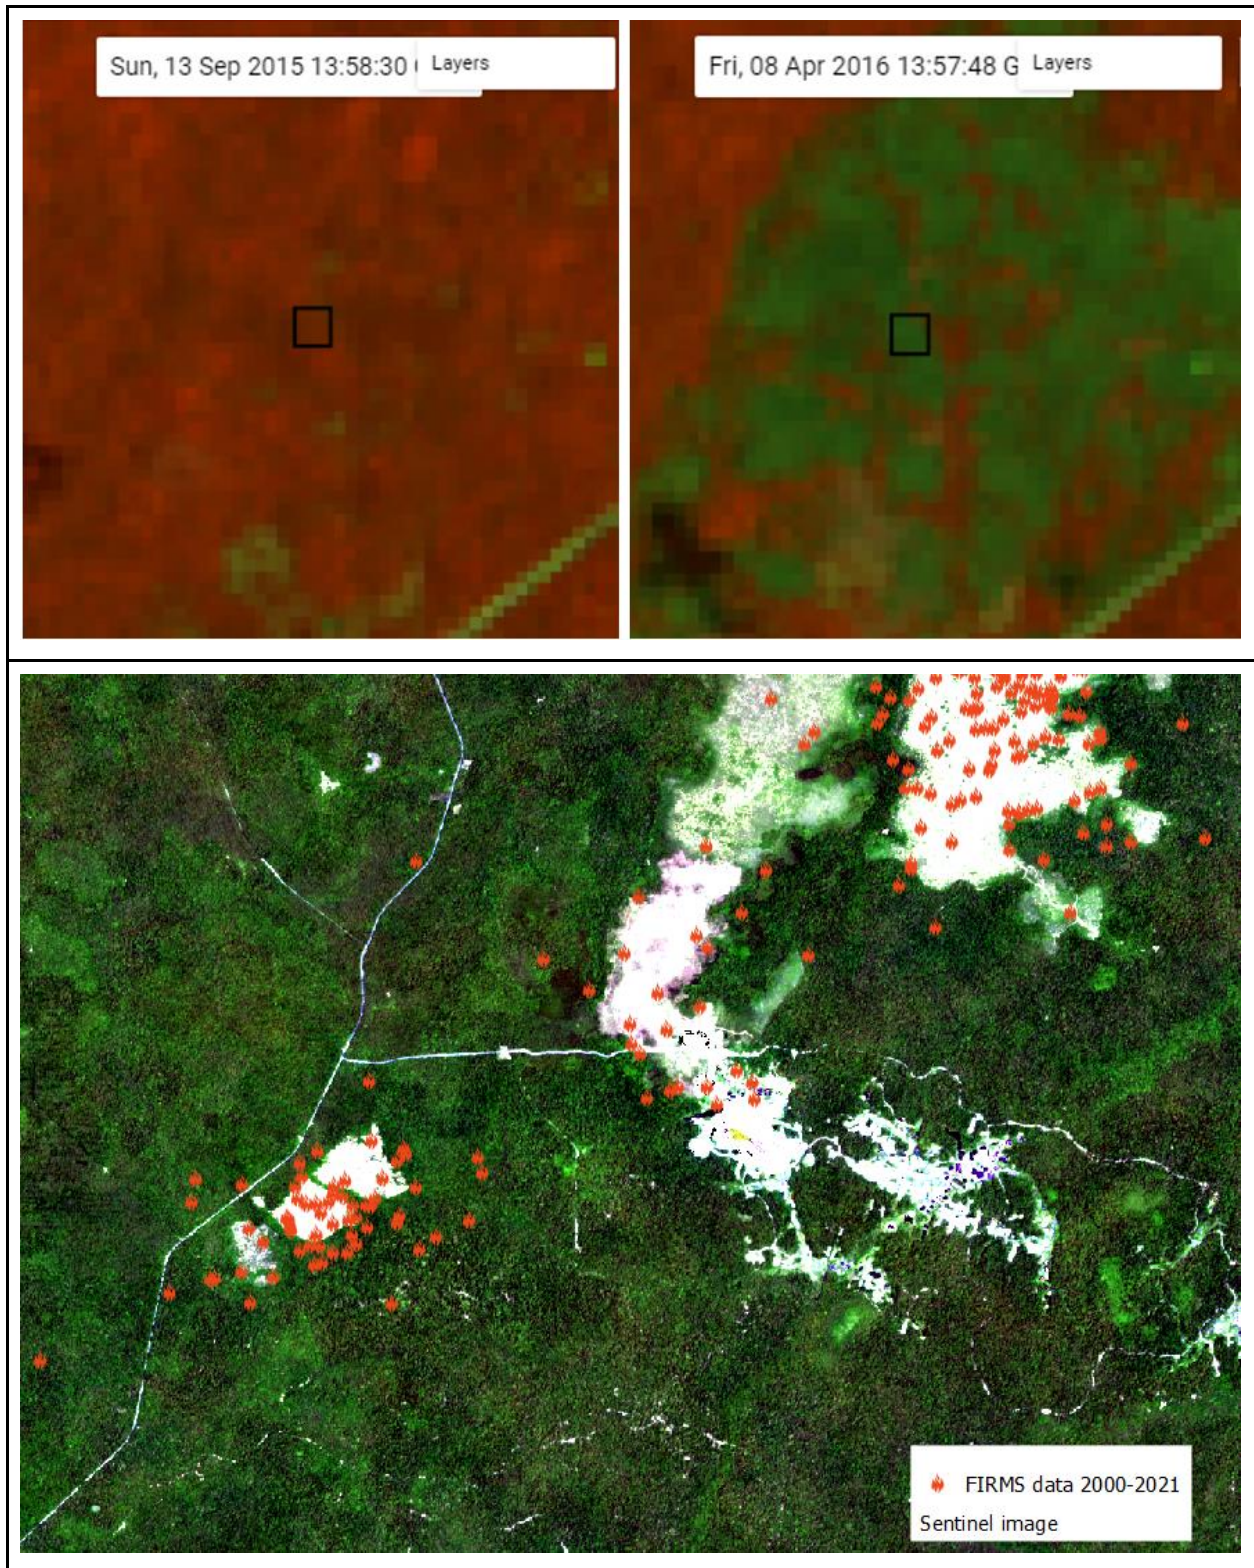 Sun, 13 Sep 2015 13:58:30
Layers
Fri, 08 Apr 2016 13:57:48 G
Layers
FIRMS data 2000-2021
Sentinel image